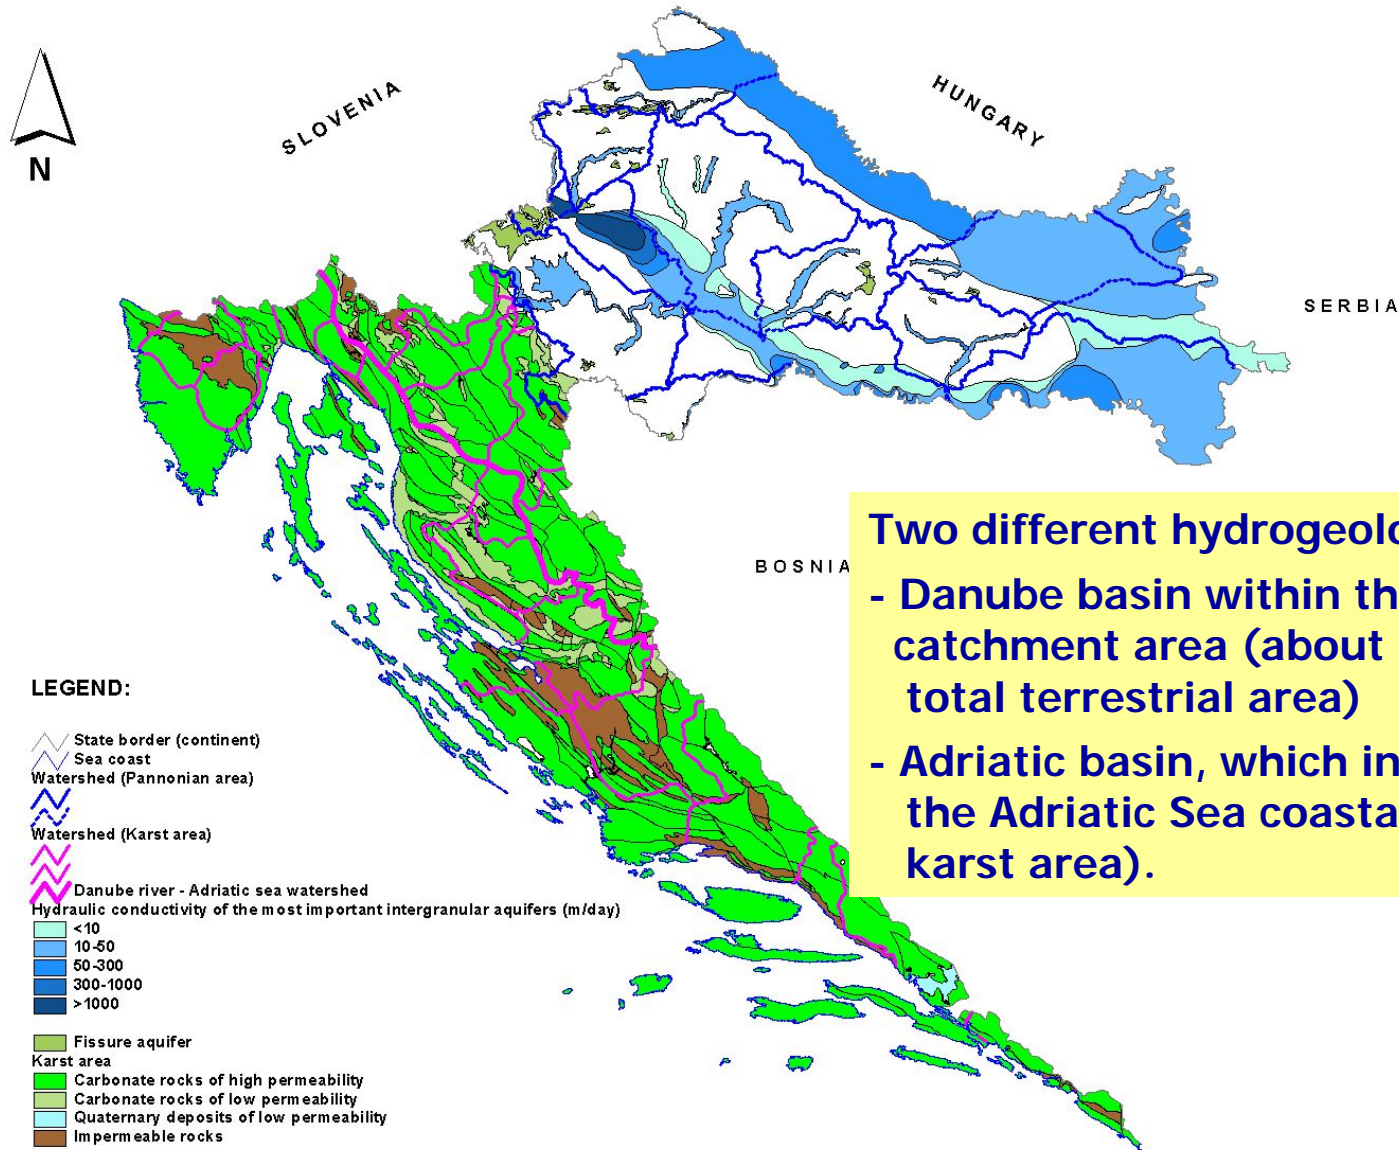 SLOVENIA
HUNGARY
N
SERBIA
BOSNIA
Two different hydrogeolo
- Danube basin within th
catchment area (about
total terrestrial area)
- Adriatic basin, which in
the Adriatic Sea coasta
karst area).
LEGEND:
State border (continent)
Sea coast
Watershed (Pannonian area)
Watershed (Karst area)
Danube river - Adriatic sea watershed
Hydraulic conductivity of the most important intergranular aquifers (m/day)
<10
10-50
50-300
300-1000
>1000
Fissure aquifer
Karst area
Carbonate rocks of high permeability
Carbonate rocks of low permeability
Quaternary deposits of low permeability
Impermeable rocks